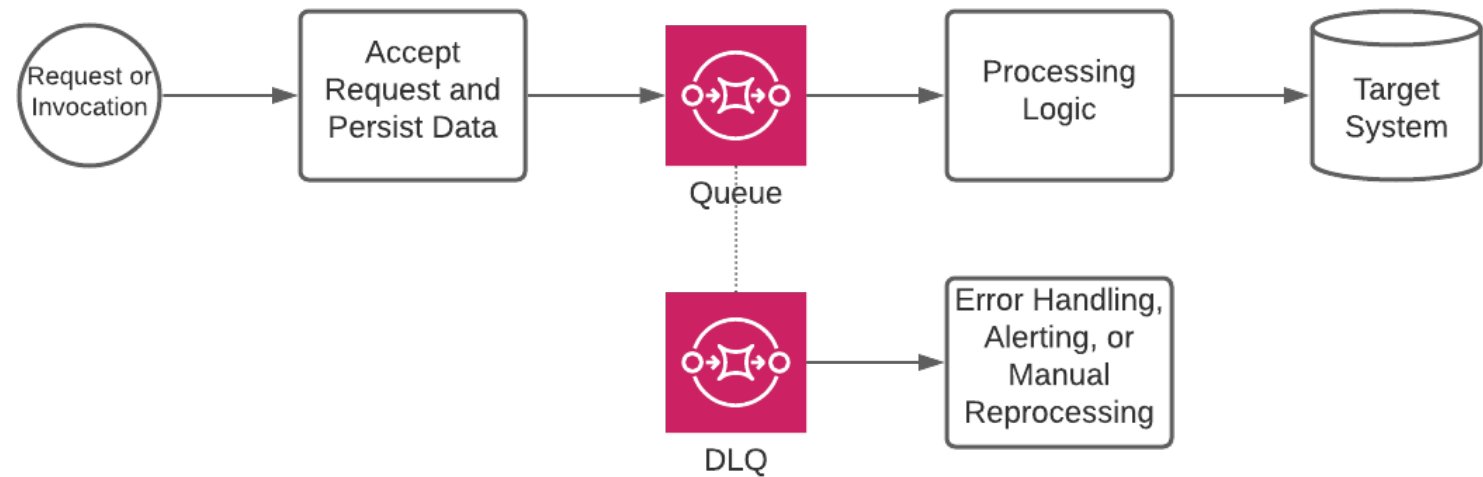 Request or
Invocation
Accept
Request and
Persist Data
Queue
Processing
Logic
Target
System
DLQ
Error Handling,
Alerting, or
Manual
Reprocessing